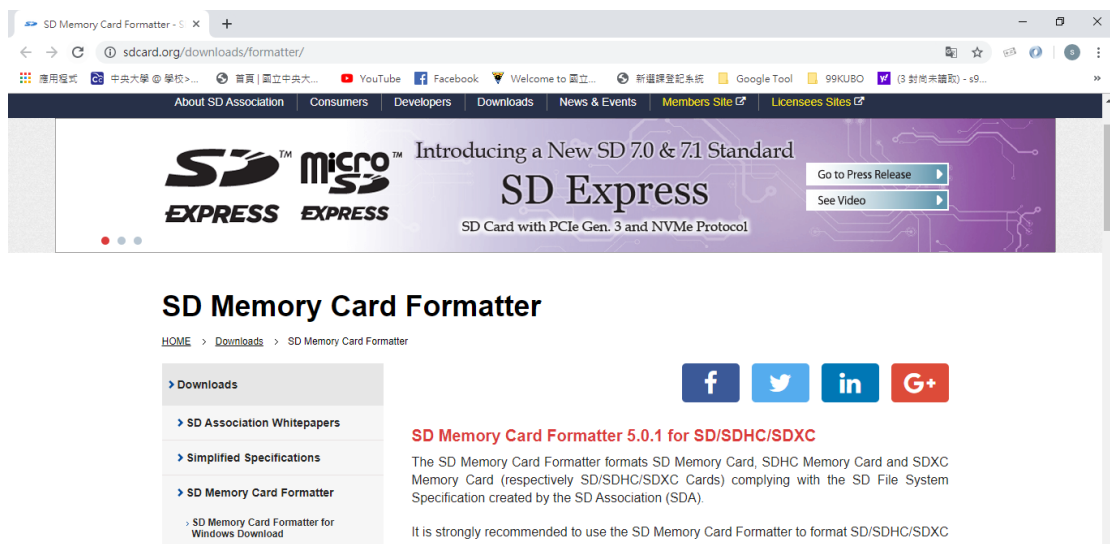 SD Memory Card Formatter - S
sdcard.org/downloads/formatter/
應用程式 中央大學 @ 學校>... 首頁 | 國立中央大... YouTube Facebook Welcome to 國立... 新選課登記系統 Google Tool 99KUBO (3 封尚未讀取) - s9... »
About SD Association Consumers Developers Downloads News & Events Members Site Licensees Sites
SD EXPRESS ™ micro SD EXPRESS ™
Introducing a New SD 7.0 & 7.1 Standard
SD Express
SD Card with PCIe Gen. 3 and NVMe Protocol
Go to Press Release
See Video
SD Memory Card Formatter
HOME > Downloads > SD Memory Card Formatter
Downloads
SD Association Whitepapers
Simplified Specifications
SD Memory Card Formatter
SD Memory Card Formatter for
Windows Download
f in G+
SD Memory Card Formatter 5.0.1 for SD/SDHC/SDXC
The SD Memory Card Formatter formats SD Memory Card, SDHC Memory Card and SDXC
Memory Card (respectively SD/SDHC/SDXC Cards) complying with the SD File System
Specification created by the SD Association (SDA).
It is strongly recommended to use the SD Memory Card Formatter to format SD/SDHC/SDXC